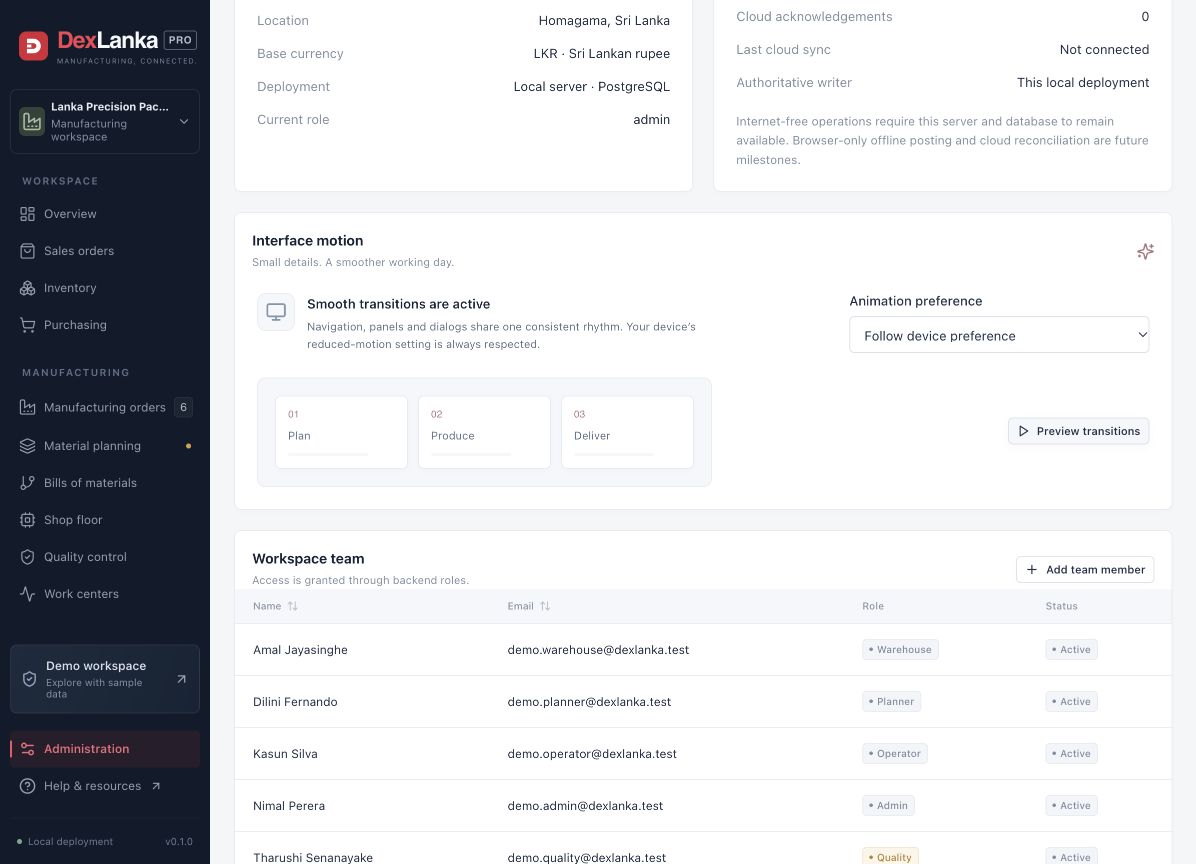 DexLanka PRO
MANUFACTURING, CONNECTED.
Lanka Precision Pac...
Manufacturing
workspace
WORKSPACE
Overview
Sales orders
Inventory
Purchasing
MANUFACTURING
Manufacturing orders 6
Material planning
Bills of materials
Shop floor
Quality control
Work centers
Demo workspace
Explore with sample
data
Administration
Help & resources
Local deployment v0.1.0
Location Homagama, Sri Lanka
Base currency LKR · Sri Lankan rupee
Deployment Local server · PostgreSQL
Current role admin
Cloud acknowledgements 0
Last cloud sync Not connected
Authoritative writer This local deployment
Internet-free operations require this server and database to remain
available. Browser-only offline posting and cloud reconciliation are future
milestones.
Interface motion
Small details. A smoother working day.
Smooth transitions are active
Navigation, panels and dialogs share one consistent rhythm. Your device's
reduced-motion setting is always respected.
Animation preference
Follow device preference
01
Plan
02
Produce
03
Deliver
Preview transitions
Workspace team
Access is granted through backend roles.
Add team member
Name Email Role Status
Amal Jayasinghe demo.warehouse@dexlanka.test Warehouse Active
Dilini Fernando demo.planner@dexlanka.test Planner Active
Kasun Silva demo.operator@dexlanka.test Operator Active
Nimal Perera demo.admin@dexlanka.test Admin Active
Tharushi Senanayake demo.quality@dexlanka.test Quality Active